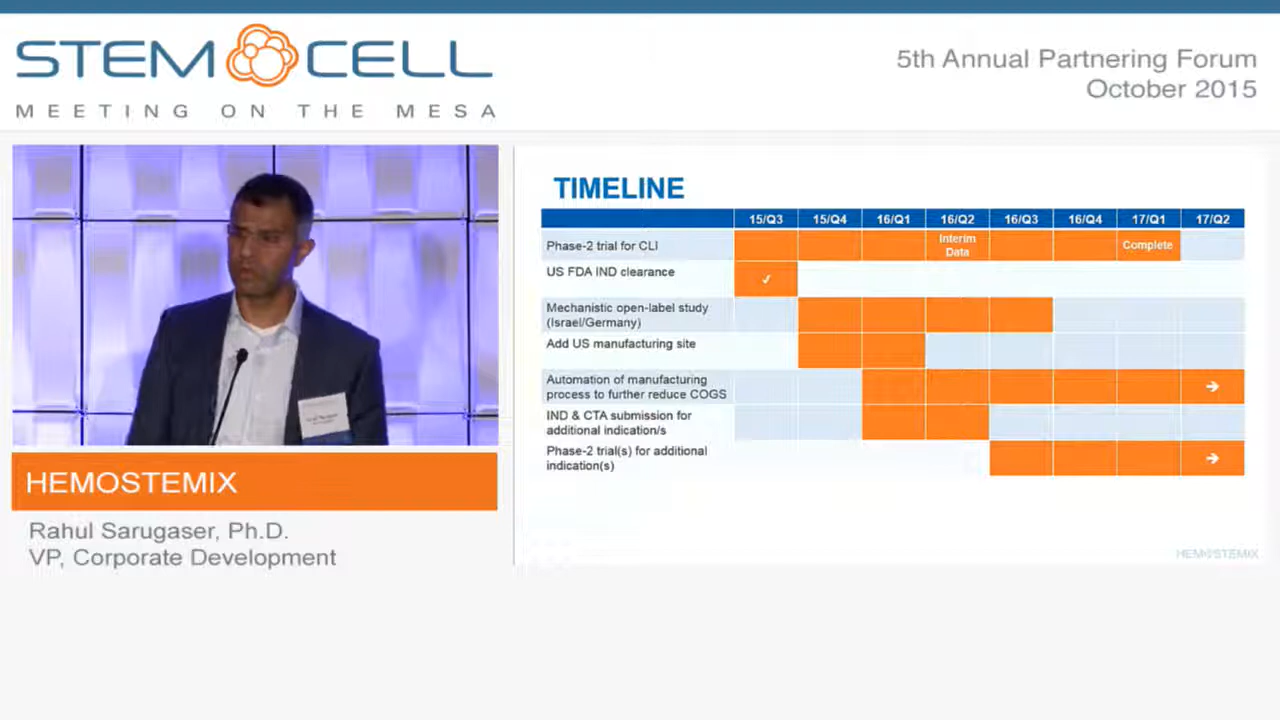 STEM CELL
MEETING ON THE MESA
5th Annual Partnering Forum
October 2015
HEMOSTEMIX
Rahul Sarugaser, Ph.D.
VP, Corporate Development
TIMELINE
15/Q3 15/Q4 16/Q1 16/Q2 16/Q3 16/Q4 17/Q1 17/Q2
Phase-2 trial for CLI Interim Data Complete
US FDA IND clearance ✓
Mechanistic open-label study
(Israel/Germany)
Add US manufacturing site
Automation of manufacturing
process to further reduce COGS →
IND & CTA submission for
additional indication/s
Phase-2 trial(s) for additional
indication(s) →
HEMOSTEMIX